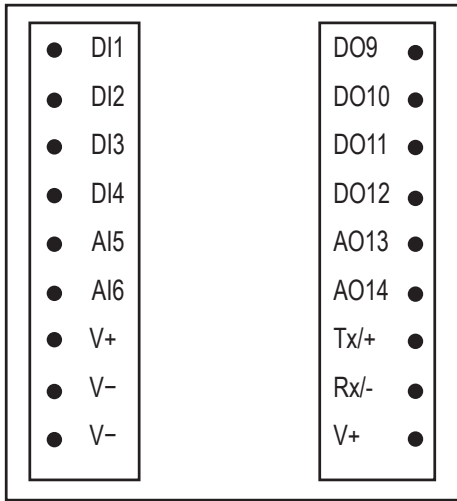 DI1
DI2
DI3
DI4
AI5
AI6
V+
V−
V−
DO9
DO10
DO11
DO12
AO13
AO14
Tx/+
Rx/-
V+